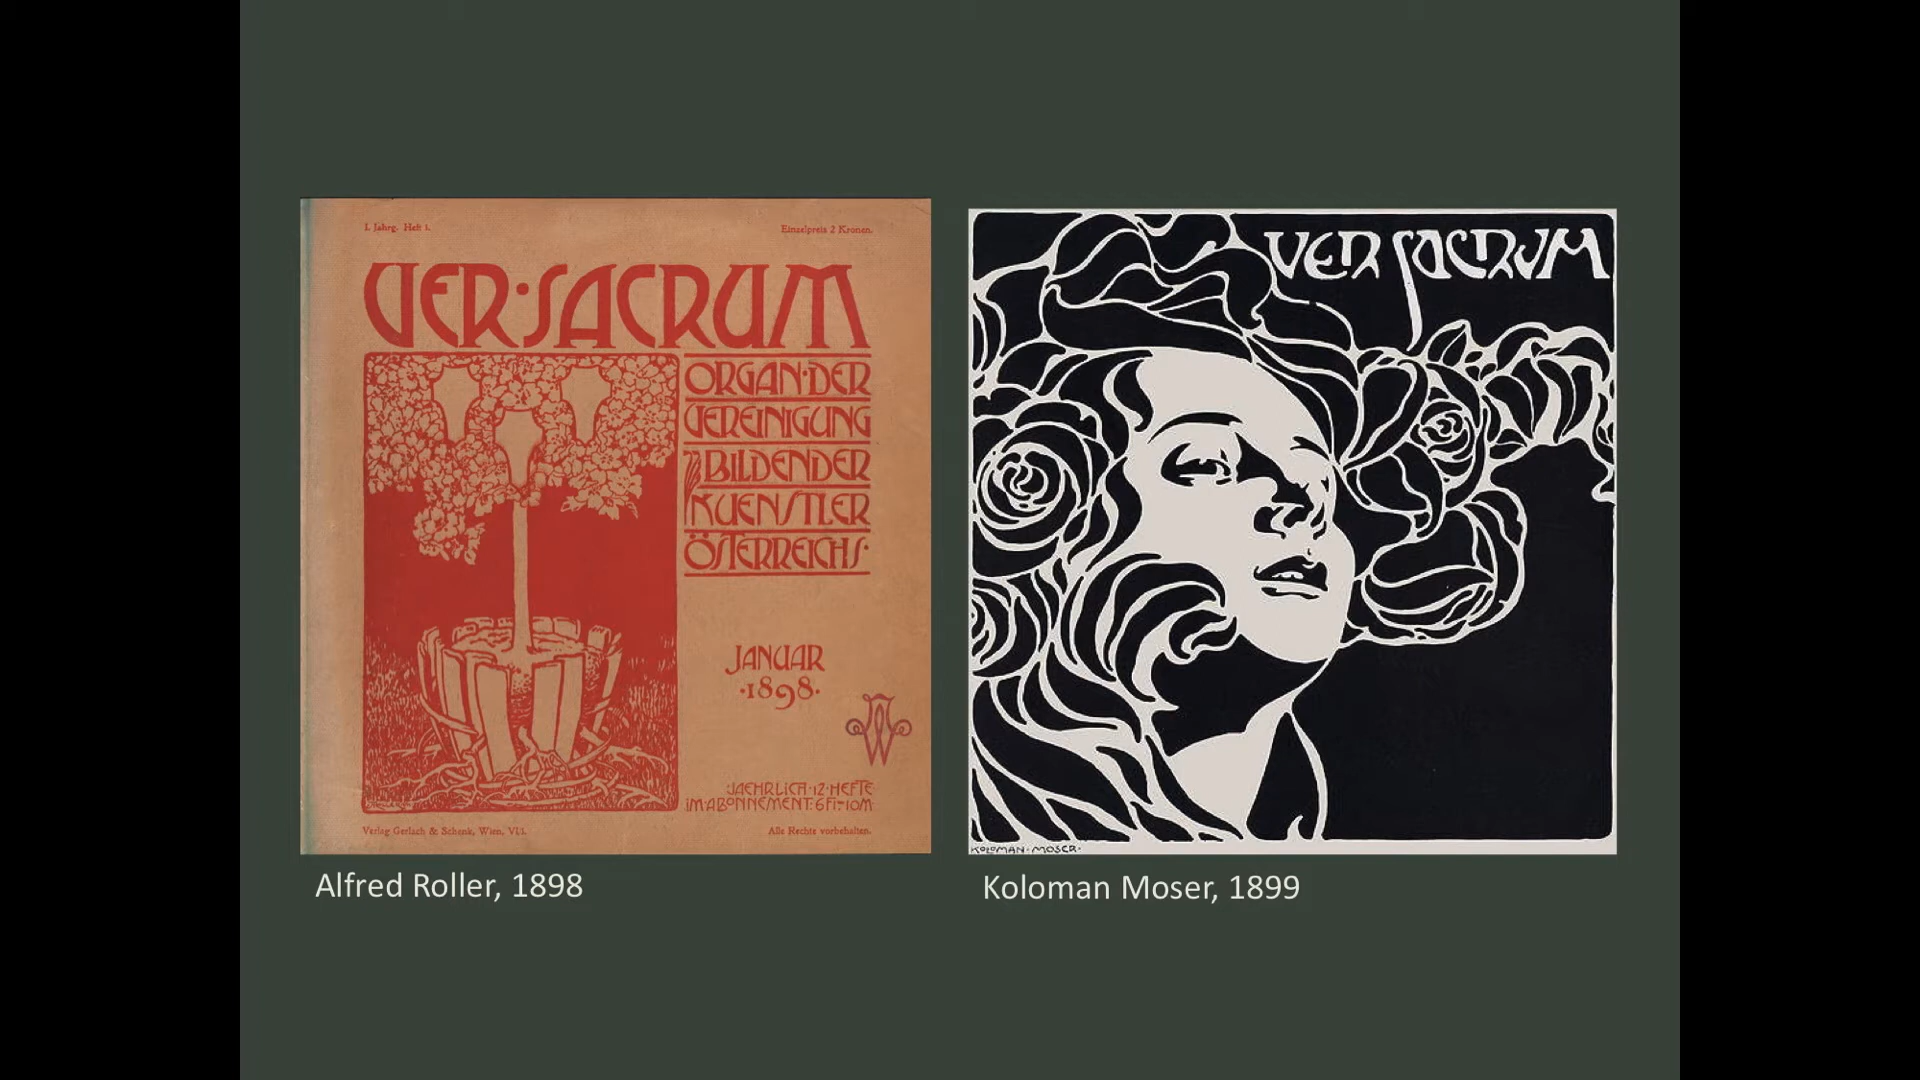 I. Jahrg. Heft 1.
Einzelpreis 2 Kronen.
VER·SACRUM
ORGAN·DER
VEREINIGUNG
BILDENDER
KUENSTLER
ÖSTERREICHS·
JANUAR
·1898·
JAEHRLICH·12·HEFTE
IM·ABONNEMENT:6Fl=10M·
Verlag Gerlach & Schenk, Wien, VI/1.
Alle Rechte vorbehalten.
Alfred Roller, 1898
VER SACRUM
KOLOMAN·MOSER·
Koloman Moser, 1899